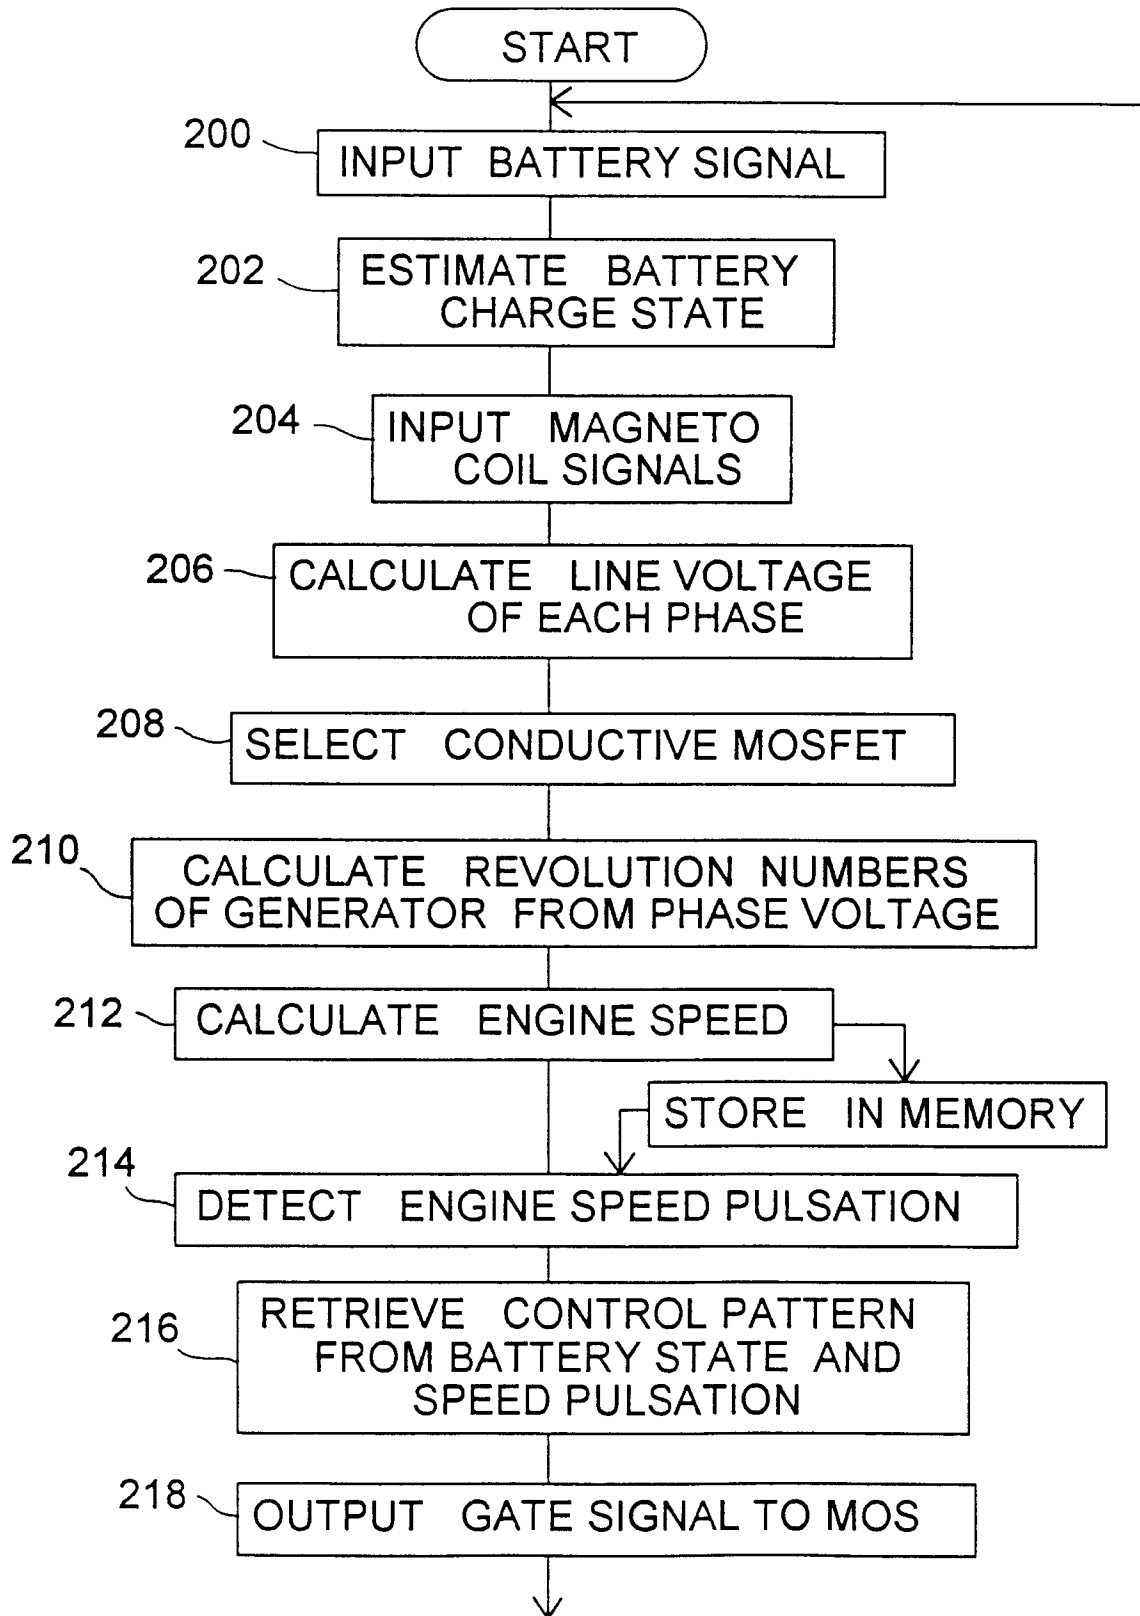 START
200
INPUT BATTERY SIGNAL
202
ESTIMATE BATTERY
CHARGE STATE
204
INPUT MAGNETO
COIL SIGNALS
206
CALCULATE LINE VOLTAGE
OF EACH PHASE
208
SELECT CONDUCTIVE MOSFET
210
CALCULATE REVOLUTION NUMBERS
OF GENERATOR FROM PHASE VOLTAGE
212
CALCULATE ENGINE SPEED
STORE IN MEMORY
214
DETECT ENGINE SPEED PULSATION
216
RETRIEVE CONTROL PATTERN
FROM BATTERY STATE AND
SPEED PULSATION
218
OUTPUT GATE SIGNAL TO MOS